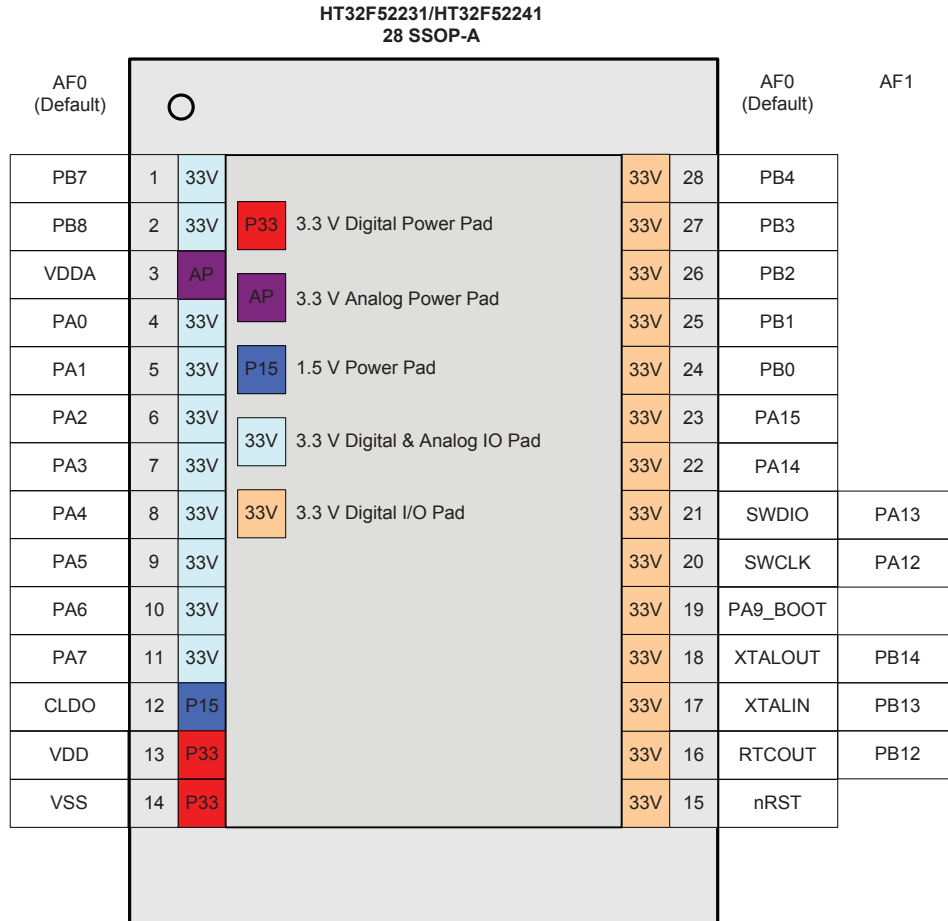 HT32F52231/HT32F52241
28 SSOP-A
AF0
(Default)
AF0
(Default)
AF1
PB7 1 33V 33V 28 PB4
PB8 2 33V P33 3.3 V Digital Power Pad 33V 27 PB3
VDDA 3 AP AP 3.3 V Analog Power Pad 33V 26 PB2
PA0 4 33V 33V 25 PB1
PA1 5 33V P15 1.5 V Power Pad 33V 24 PB0
PA2 6 33V 33V 3.3 V Digital & Analog IO Pad 33V 23 PA15
PA3 7 33V 33V 22 PA14
PA4 8 33V 33V 3.3 V Digital I/O Pad 33V 21 SWDIO PA13
PA5 9 33V 33V 20 SWCLK PA12
PA6 10 33V 33V 19 PA9_BOOT
PA7 11 33V 33V 18 XTALOUT PB14
CLDO 12 P15 33V 17 XTALIN PB13
VDD 13 P33 33V 16 RTCOUT PB12
VSS 14 P33 33V 15 nRST